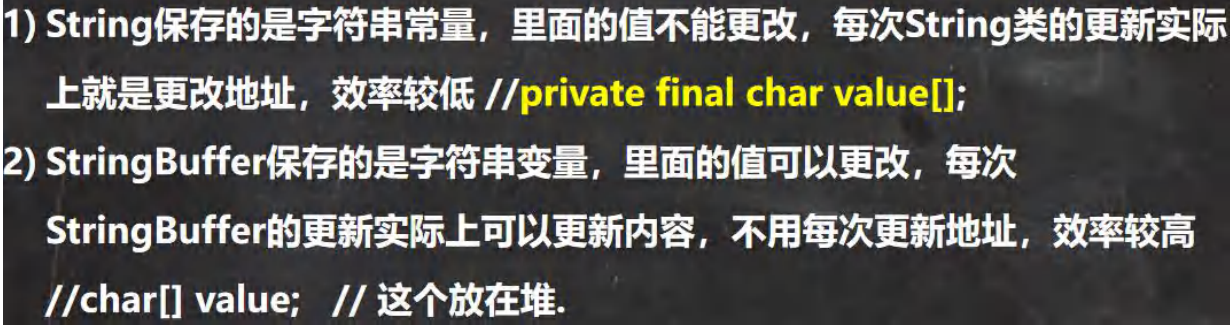 1) String保存的是字符串常量，里面的值不能更改，每次String类的更新实际
上就是更改地址，效率较低 //private final char value[];
2) StringBuffer保存的是字符串变量，里面的值可以更改，每次
StringBuffer的更新实际上可以更新内容，不用每次更新地址，效率较高
//char[] value;   // 这个放在堆.